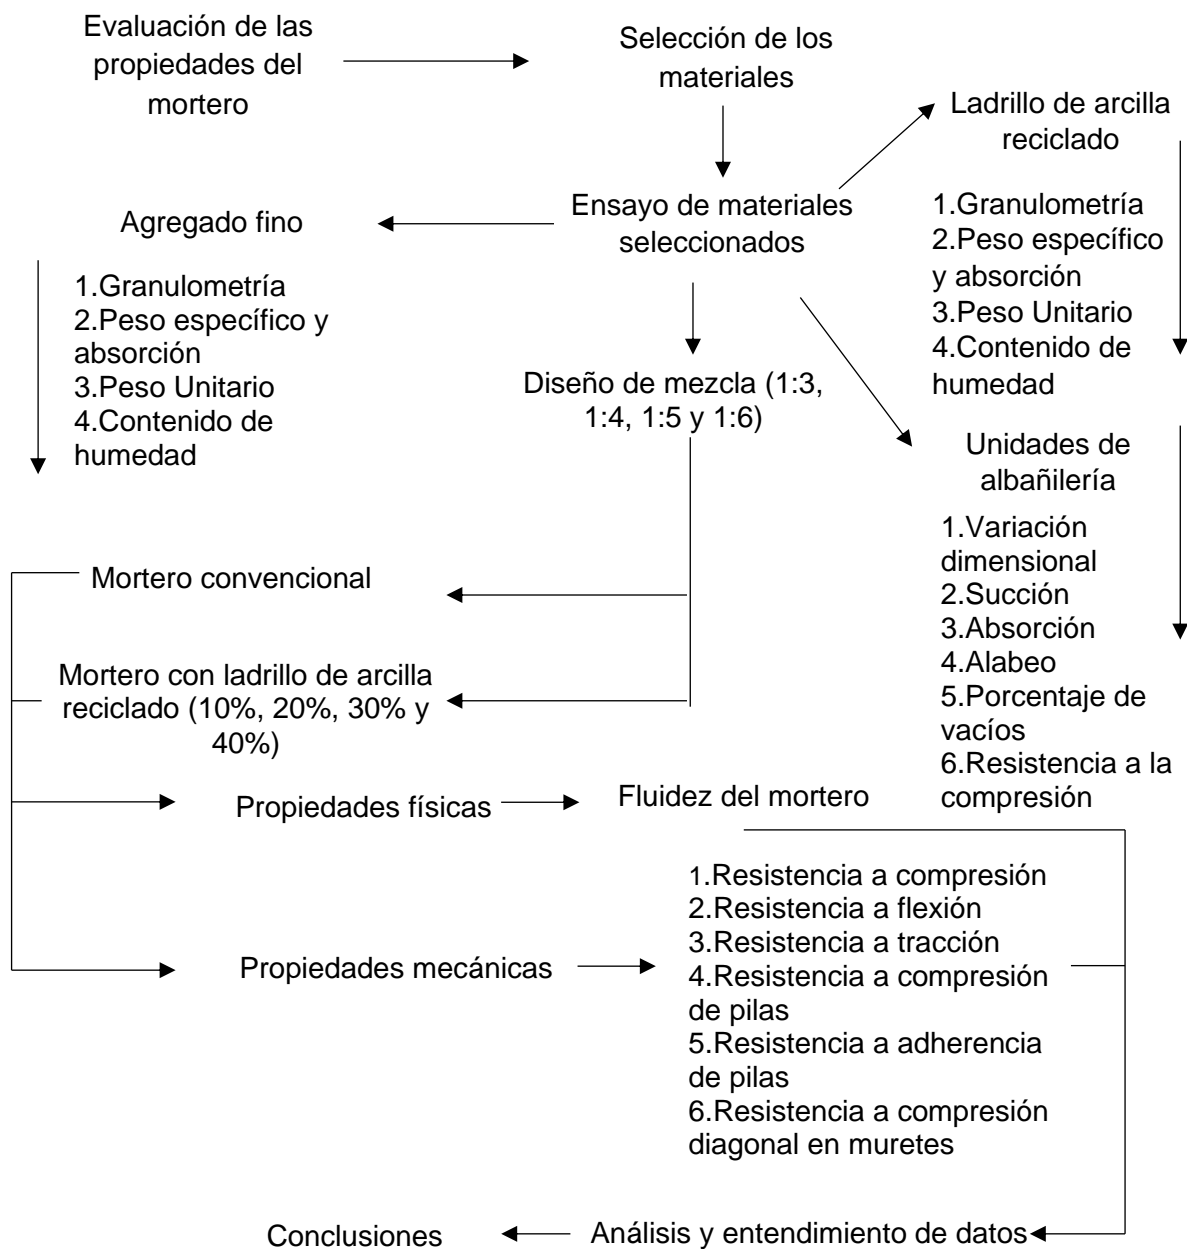 Evaluación de las
propiedades del
mortero
Selección de los
materiales
Ladrillo de arcilla
reciclado
Agregado fino
Ensayo de materiales
seleccionados
1.Granulometría
2.Peso específico
y absorción
3.Peso Unitario
4.Contenido de
humedad
1.Granulometría
2.Peso específico y
absorción
3.Peso Unitario
4.Contenido de
humedad
Diseño de mezcla (1:3,
1:4, 1:5 y 1:6)
Unidades de
albañilería
1.Variación
dimensional
2.Succión
3.Absorción
4.Alabeo
5.Porcentaje de
vacíos
6.Resistencia a la
compresión
Mortero convencional
Mortero con ladrillo de arcilla
reciclado (10%, 20%, 30% y
40%)
Propiedades físicas
Fluidez del mortero
Propiedades mecánicas
1.Resistencia a compresión
2.Resistencia a flexión
3.Resistencia a tracción
4.Resistencia a compresión
de pilas
5.Resistencia a adherencia
de pilas
6.Resistencia a compresión
diagonal en muretes
Conclusiones
Análisis y entendimiento de datos